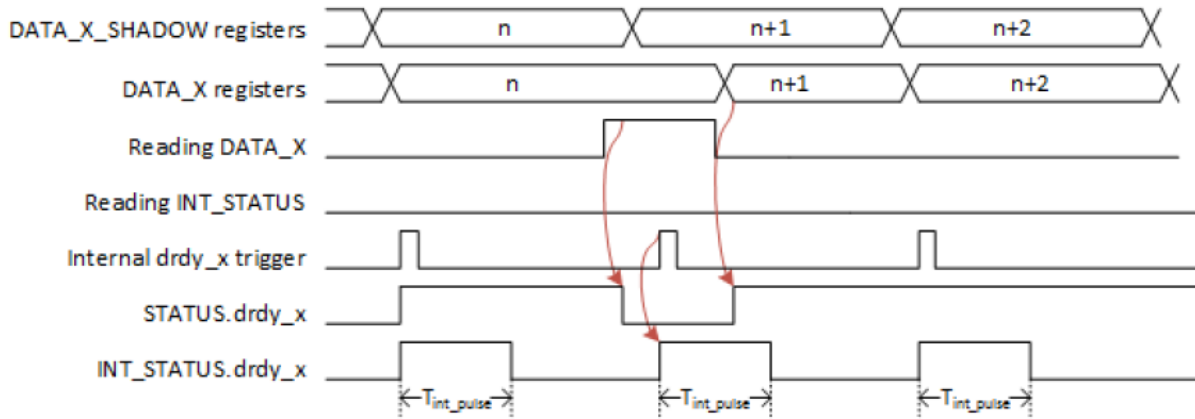 DATA_X_SHADOW registers n n+1 n+2
DATA_X registers n n+1 n+2
Reading DATA_X
Reading INT_STATUS
Internal drdy_x trigger
STATUS.drdy_x
INT_STATUS.drdy_x
Tint_pulse Tint_pulse Tint_pulse